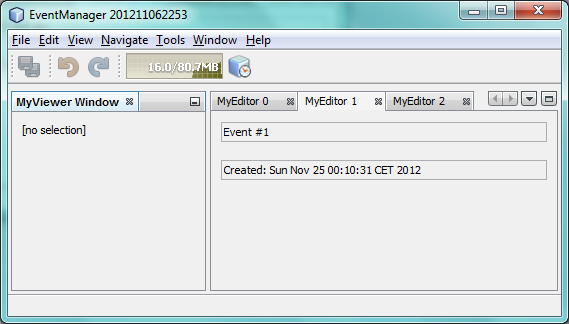 EventManager 201211062253
File Edit View Navigate Tools Window Help
16.0/80.7MB
MyViewer Window
MyEditor 0 MyEditor 1 MyEditor 2
[no selection]
Event #1
Created: Sun Nov 25 00:10:31 CET 2012